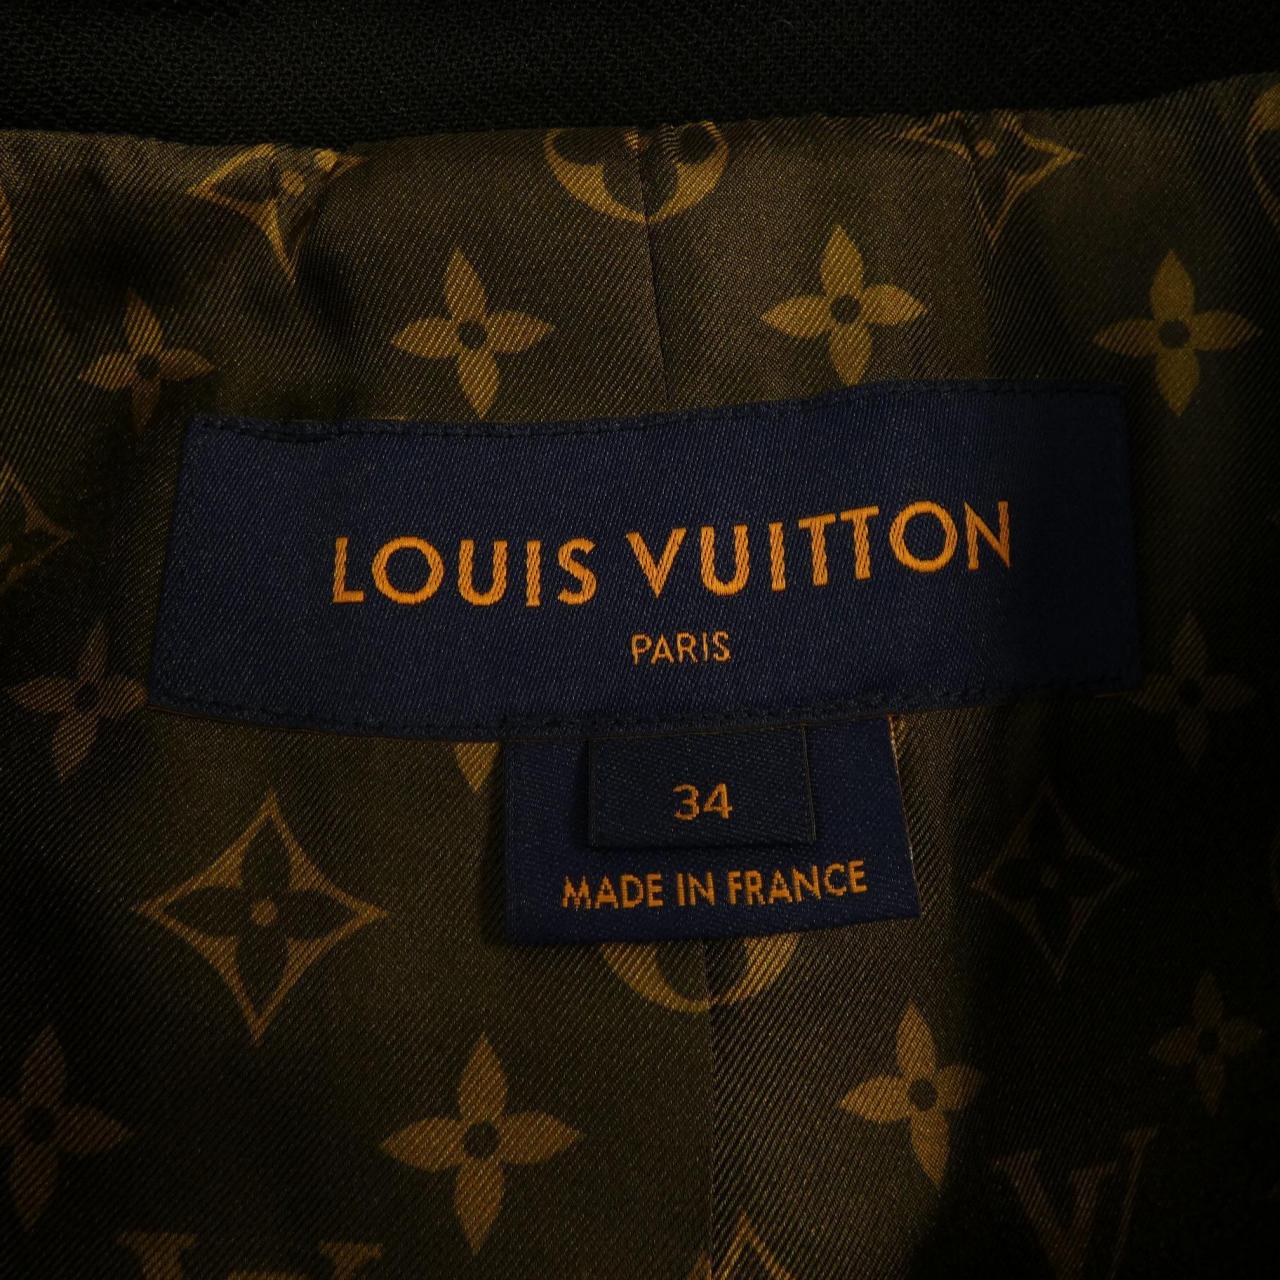 LOUIS VUITTON
PARIS
34
MADE IN FRANCE